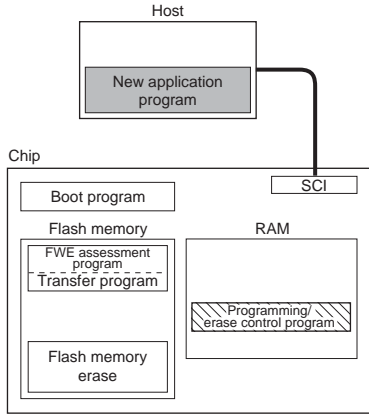 Host
New application
program
Chip
SCI
Boot program
Flash memory
RAM
FWE assessment
program
Transfer program
Programming/
erase control program
Flash memory
erase